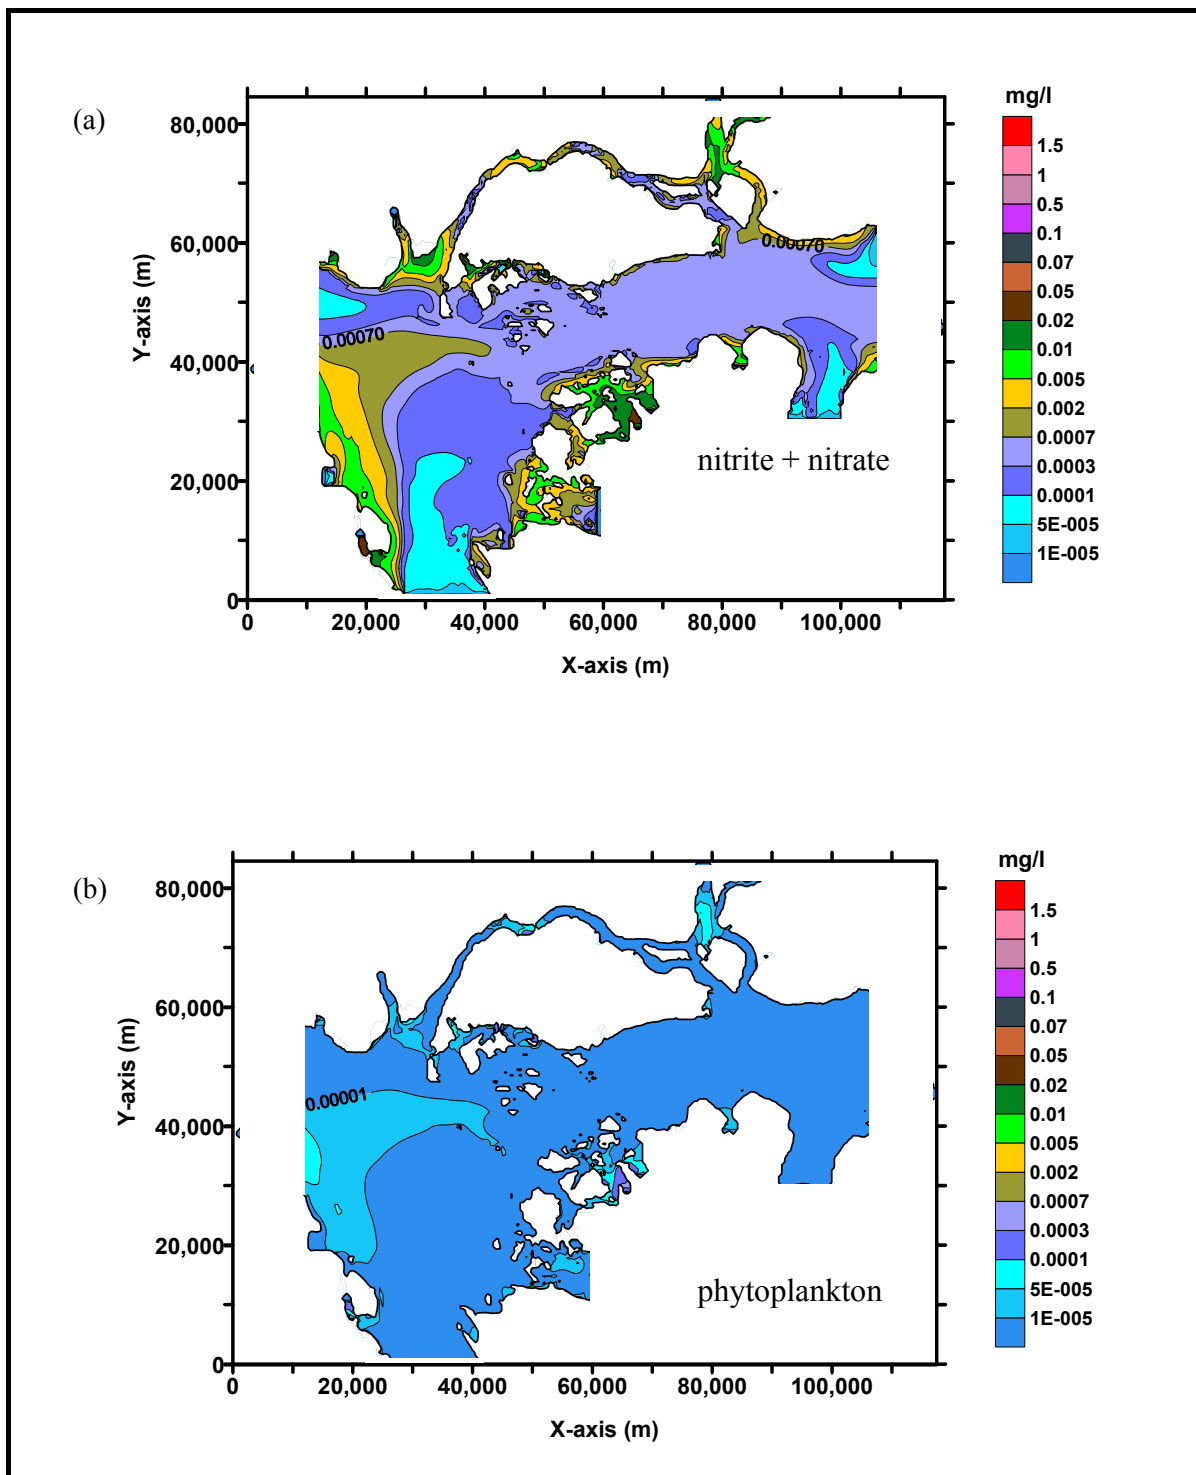 (a)
mg/l
1.5
1
0.5
0.1
0.07
0.05
0.02
0.01
0.005
0.002
0.0007
0.0003
0.0001
5E-005
1E-005
80,000
60,000
40,000
20,000
0
Y-axis (m)
0.00070
0.00070
nitrite + nitrate
0 20,000 40,000 60,000 80,000 100,000
X-axis (m)
(b)
mg/l
1.5
1
0.5
0.1
0.07
0.05
0.02
0.01
0.005
0.002
0.0007
0.0003
0.0001
5E-005
1E-005
80,000
60,000
40,000
20,000
0
Y-axis (m)
0.00001
phytoplankton
0 20,000 40,000 60,000 80,000 100,000
X-axis (m)